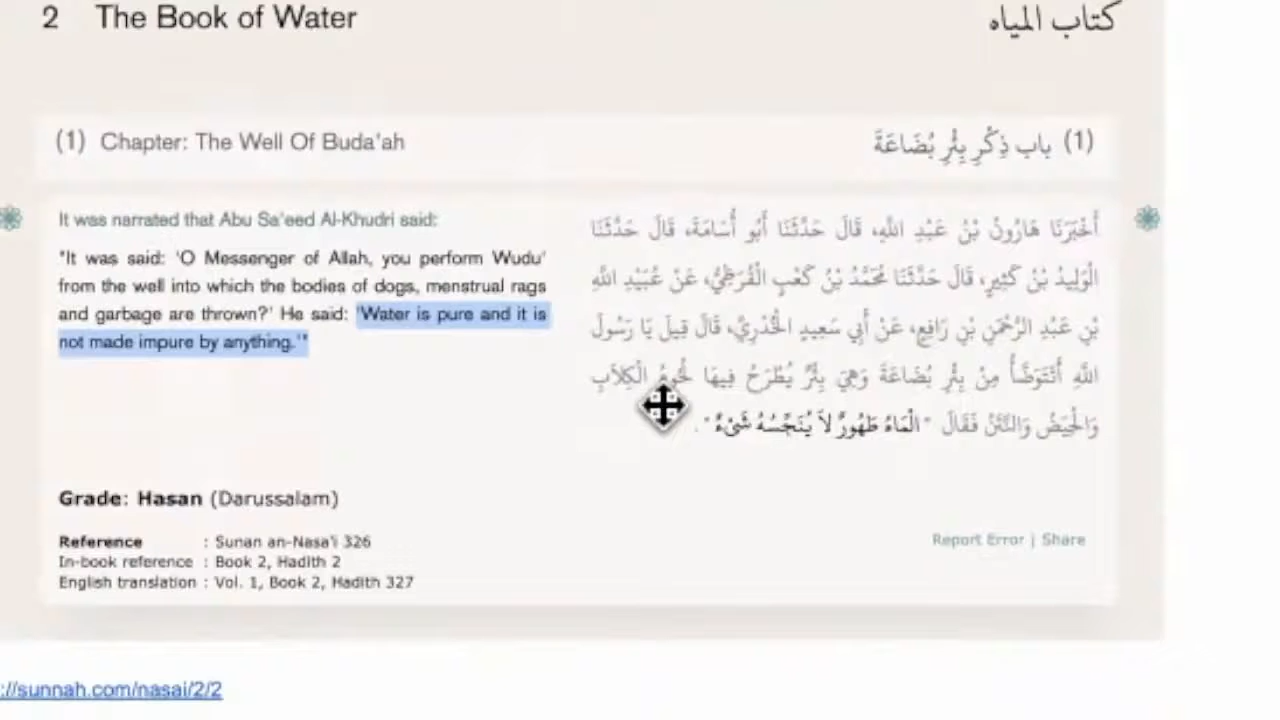 2 The Book of Water
كتاب المياه
(1) Chapter: The Well Of Buda'ah
(1) باب ذِكْرِ بِئْرِ بُضَاعَةَ
It was narrated that Abu Sa'eed Al-Khudri said:
"It was said: 'O Messenger of Allah, you perform Wudu'
from the well into which the bodies of dogs, menstrual rags
and garbage are thrown?' He said: 'Water is pure and it is
not made impure by anything.'"
أَخْبَرَنَا هَارُونُ بْنُ عَبْدِ اللَّهِ، قَالَ حَدَّثَنَا أَبُو أُسَامَةَ، قَالَ حَدَّثَنَا
الْوَلِيدُ بْنُ كَثِيرٍ، قَالَ حَدَّثَنَا مُحَمَّدُ بْنُ كَعْبٍ الْقُرَظِيُّ، عَنْ عُبَيْدِ اللَّهِ
بْنِ عَبْدِ الرَّحْمَنِ بْنِ رَافِعٍ، عَنْ أَبِي سَعِيدٍ الْخُدْرِيِّ، قَالَ قِيلَ يَا رَسُولَ
اللَّهِ أَتَتَوَضَّأُ مِنْ بِئْرِ بُضَاعَةَ وَهِيَ بِئْرٌ يُطْرَحُ فِيهَا لُحُومُ الْكِلاَبِ
وَالْحِيَضُ وَالنَّتَنُ فَقَالَ ‏"‏ الْمَاءُ طَهُورٌ لاَ يُنَجِّسُهُ شَىْءٌ ‏"‏ ‏.
Grade: Hasan (Darussalam)
Reference : Sunan an-Nasa'i 326
In-book reference : Book 2, Hadith 2
English translation : Vol. 1, Book 2, Hadith 327
Report Error | Share
://sunnah.com/nasai/2/2